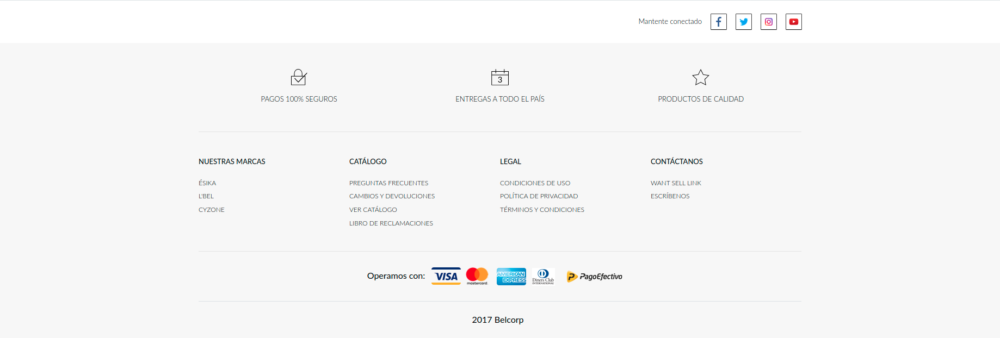 Mantente conectado
3
PAGOS 100% SEGUROS
ENTREGAS A TODO EL PAÍS
PRODUCTOS DE CALIDAD
NUESTRAS MARCAS
ÉSIKA
L'BEL
CYZONE
CATÁLOGO
PREGUNTAS FRECUENTES
CAMBIOS Y DEVOLUCIONES
VER CATÁLOGO
LIBRO DE RECLAMACIONES
LEGAL
CONDICIONES DE USO
POLÍTICA DE PRIVACIDAD
TÉRMINOS Y CONDICIONES
CONTÁCTANOS
WANT SELL LINK
ESCRÍBENOS
Operamos con:
VISA
mastercard.
AMERICAN
EXPRESS
Diners Club
INTERNATIONAL
PagoEfectivo
2017 Belcorp